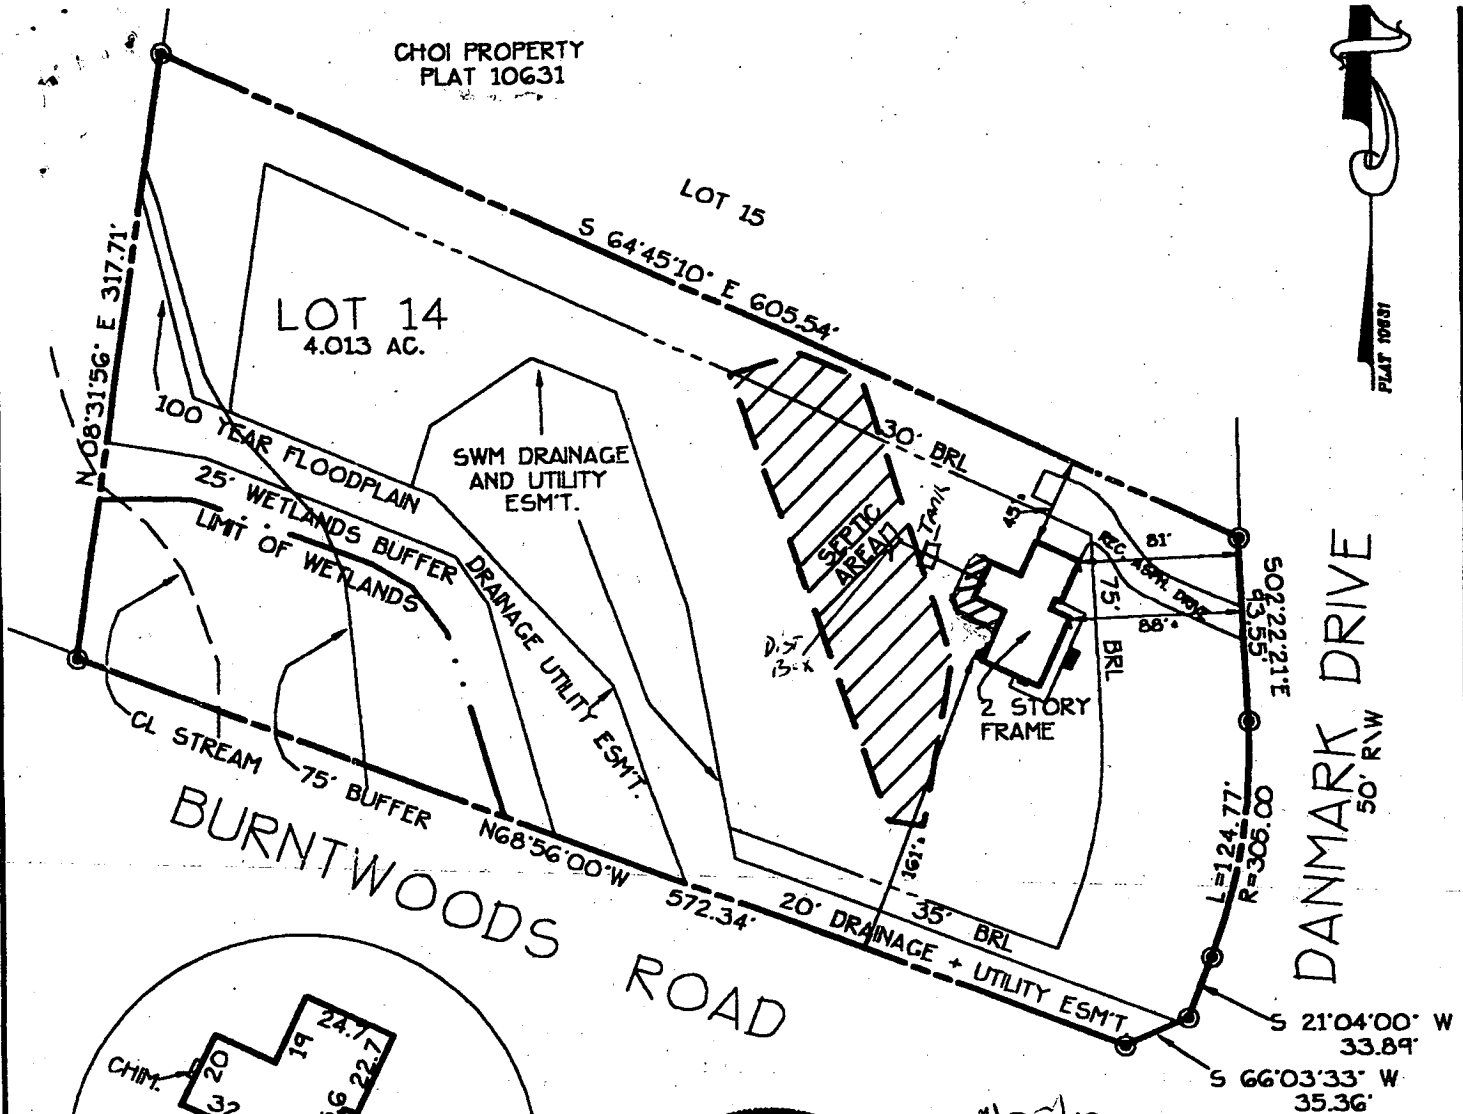 CHOI PROPERTY
PLAT 10631
LOT 15
S 64°45'10" E 605.54'
PLAT 10631
N 08°31'56" E 317.71'
LOT 14
4.013 AC.
100 YEAR FLOODPLAIN
25' WETLANDS BUFFER
LIMIT OF WETLANDS
SWM DRAINAGE
AND UTILITY
ESM'T.
DRAINAGE UTILITY ESM'T.
30' BRL
SEPTIC
AREA
TANK
DIST
BOX
45'±
REC. ASPH. DRIVE
81'
88'±
75' BRL
2 STORY
FRAME
S02°22'21"E
93.55'
DANMARK DRIVE
50' R\W
L=124.77'
R=305.00
CL STREAM
75' BUFFER
N68°56'00"W
572.34'
161'±
35' BRL
20' DRAINAGE + UTILITY ESM'T
BURNTWOODS ROAD
S 21°04'00" W
33.89'
S 66°03'33" W
35.36'
CHIM.
20
19
24.7
22.7
32